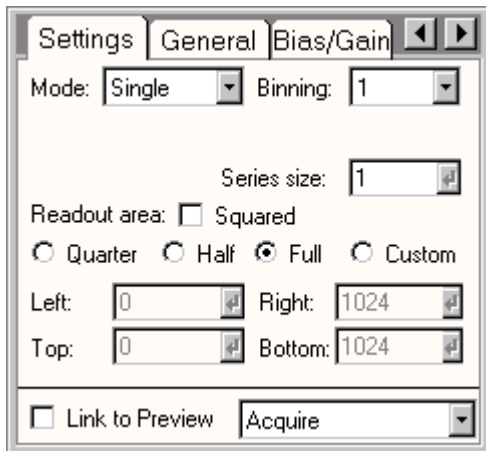 Settings General Bias/Gain
Mode: Single Binning: 1
Series size: 1
Readout area: Squared
Quarter Half Full Custom
Left: 0 Right: 1024
Top: 0 Bottom: 1024
Link to Preview Acquire